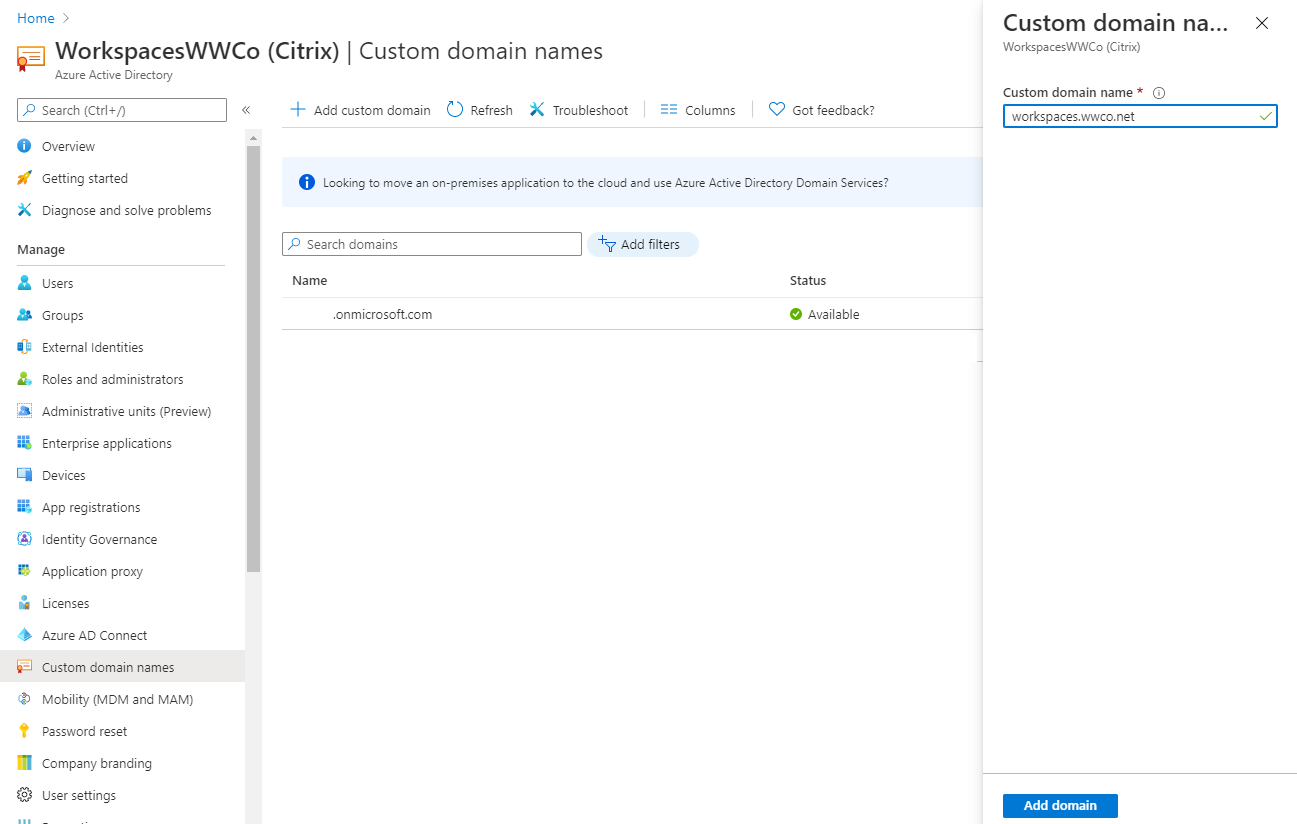 Home
WorkspacesWWCo (Citrix) | Custom domain names
Azure Active Directory
Search (Ctrl+/)
Overview
Getting started
Diagnose and solve problems
Manage
Users
Groups
External Identities
Roles and administrators
Administrative units (Preview)
Enterprise applications
Devices
App registrations
Identity Governance
Application proxy
Licenses
Azure AD Connect
Custom domain names
Mobility (MDM and MAM)
Password reset
Company branding
User settings
Add custom domain Refresh Troubleshoot Columns Got feedback?
Looking to move an on-premises application to the cloud and use Azure Active Directory Domain Services?
Search domains Add filters
Name Status
.onmicrosoft.com Available
Custom domain na...
WorkspacesWWCo (Citrix)
Custom domain name *
workspaces.wwco.net
Add domain